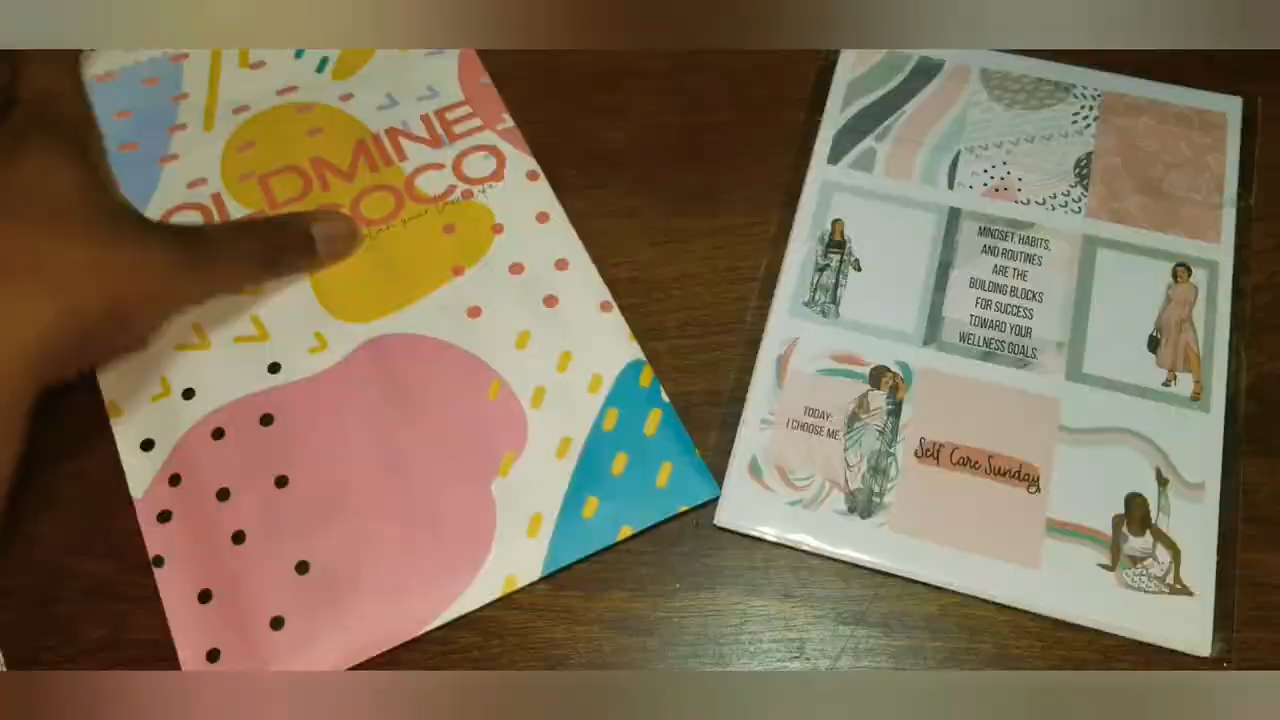 OLDMINE
COCO
MINDSET, HABITS,
AND ROUTINES
ARE THE
BUILDING BLOCKS
FOR SUCCESS
TOWARD YOUR
WELLNESS GOALS.
TODAY:
I CHOOSE ME.
Self Care Sunday